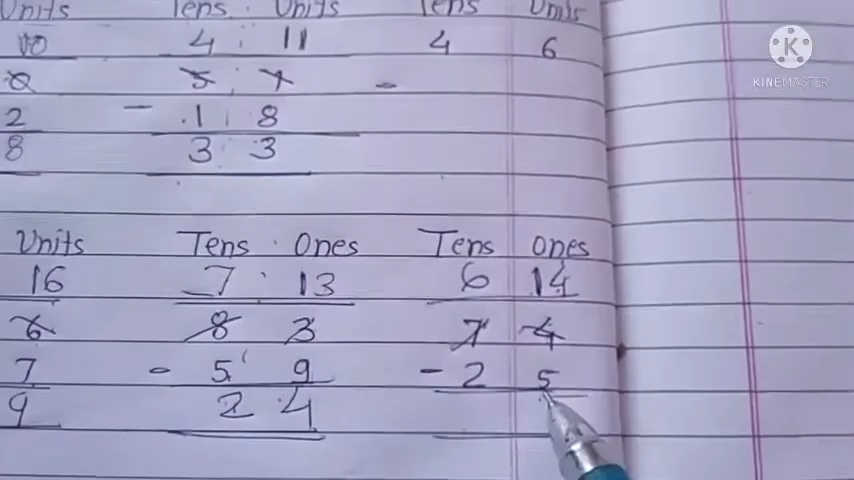 Units Tens Units Tens Units
10 4 11 4 6
0 5 1 -
2 - 1 8
8 3 3
Units Tens Ones Tens Ones
16 7 13 6 14
6 8 3 7 4
7 - 5 9 - 2 5
9 2 4
K
KINEMASTER